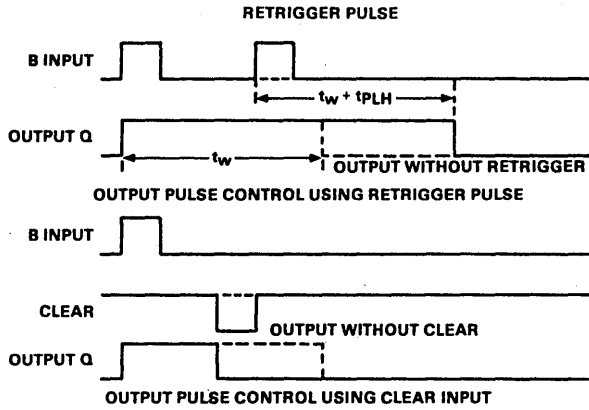 RETRIGGER PULSE
B INPUT
tw + tPLH
OUTPUT Q
tw
OUTPUT WITHOUT RETRIGGER
OUTPUT PULSE CONTROL USING RETRIGGER PULSE
B INPUT
CLEAR
OUTPUT WITHOUT CLEAR
OUTPUT Q
OUTPUT PULSE CONTROL USING CLEAR INPUT